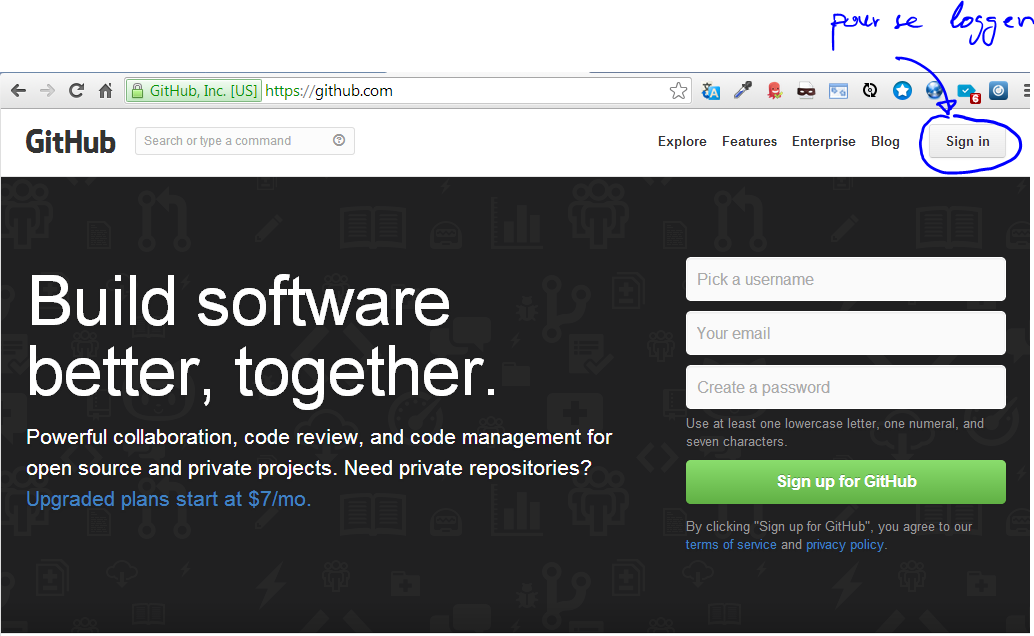 pour se logger
GitHub, Inc. [US] https://github.com
6
GitHub Search or type a command Explore Features Enterprise Blog Sign in
Build software
better, together.
Powerful collaboration, code review, and code management for
open source and private projects. Need private repositories?
Upgraded plans start at $7/mo.
Pick a username
Your email
Create a password
Use at least one lowercase letter, one numeral, and
seven characters.
Sign up for GitHub
By clicking "Sign up for GitHub", you agree to our
terms of service and privacy policy.